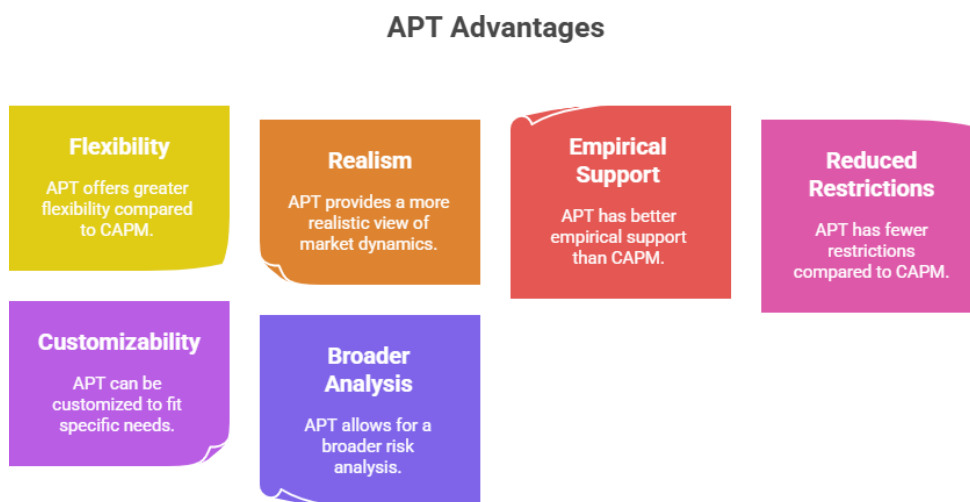 APT Advantages
Flexibility
APT offers greater
flexibility compared
to CAPM.
Realism
APT provides a more
realistic view of
market dynamics.
Empirical
Support
APT has better
empirical support
than CAPM.
Reduced
Restrictions
APT has fewer
restrictions
compared to CAPM.
Customizability
APT can be
customized to fit
specific needs.
Broader
Analysis
APT allows for a
broader risk
analysis.